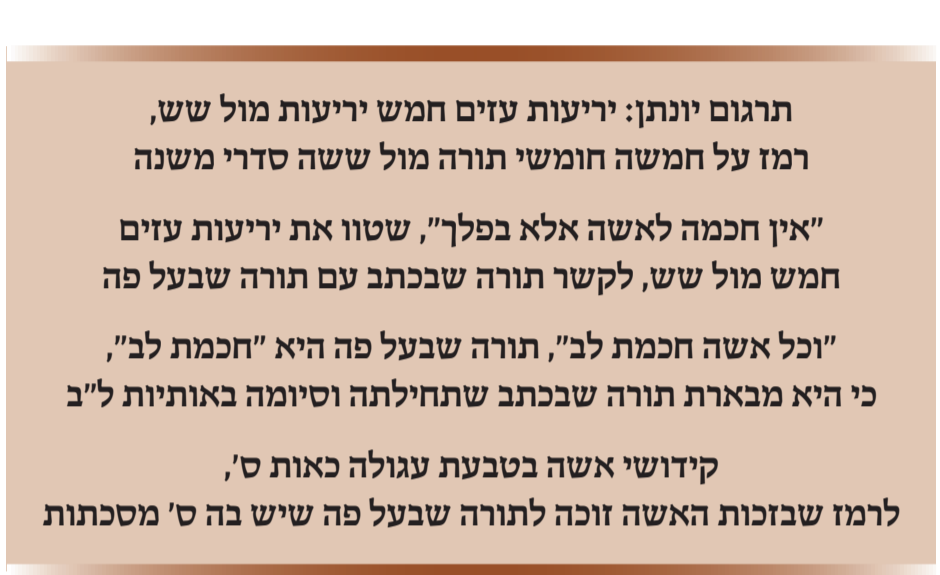 תרגום יונתן: יריעות עזים חמש יריעות מול שש,
רמז על חמשה חומשי תורה מול ששה סדרי משנה
"אין חכמה לאשה אלא בפלך", שטוו את יריעות עזים
חמש מול שש, לקשר תורה שבכתב עם תורה שבעל פה
"וכל אשה חכמת לב", תורה שבעל פה היא "חכמת לב",
כי היא מבארת תורה שבכתב שתחילתה וסיומה באותיות ל"ב
קידושי אשה בטבעת עגולה כאות ס',
לרמז שבזכות האשה זוכה לתורה שבעל פה שיש בה ס' מסכתות